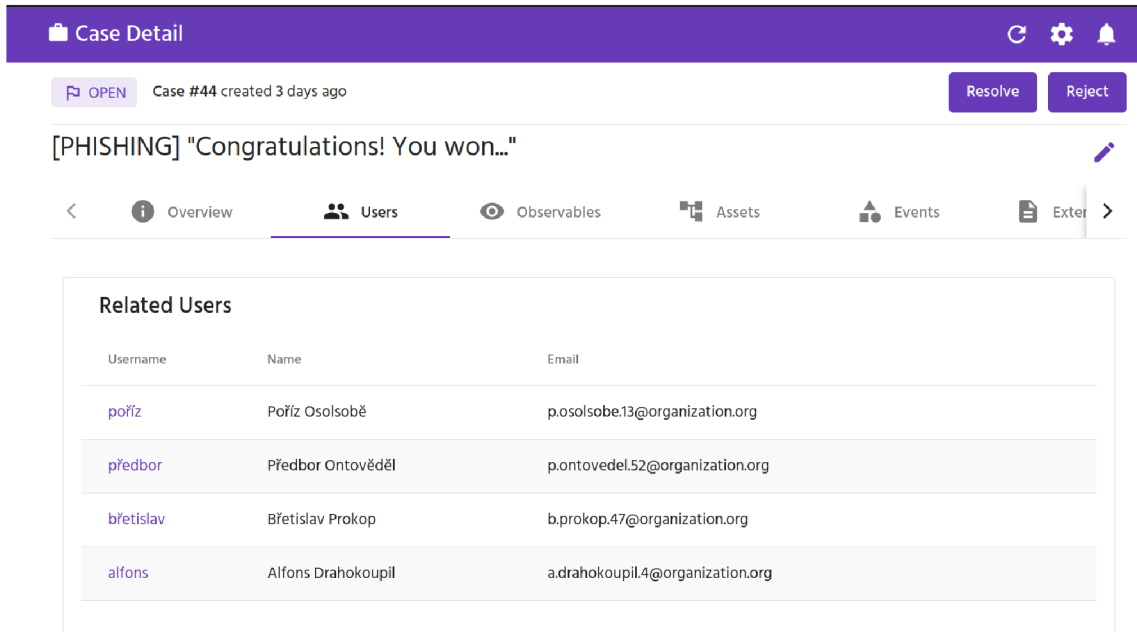 Case Detail
OPEN Case #44 created 3 days ago Resolve Reject
[PHISHING] "Congratulations! You won..."
Overview Users Observables Assets Events Exter
Related Users
Username Name Email
poříz Poříz Osolsobě p.osolsobe.13@organization.org
předbor Předbor Ontověděl p.ontovedel.52@organization.org
břetislav Břetislav Prokop b.prokop.47@organization.org
alfons Alfons Drahokoupil a.drahokoupil.4@organization.org